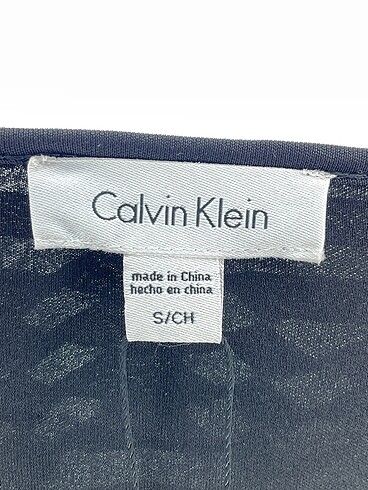 Calvin Klein
made in China
hecho en china
S/CH